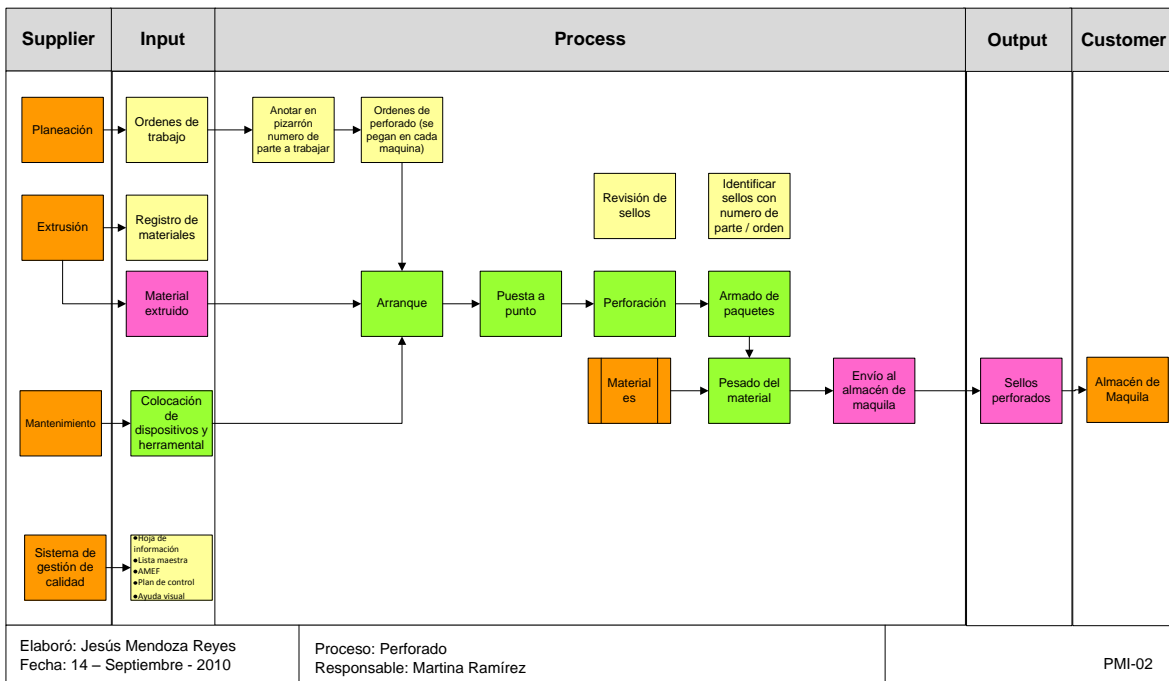 Supplier
Input
Process
Output
Customer
Planeación
Ordenes de
trabajo
Anotar en
pizarrón
numero de
parte a trabajar
Ordenes de
perforado (se
pegan en cada
maquina)
Extrusión
Registro de
materiales
Revisión de
sellos
Identificar
sellos con
numero de
parte / orden
Material
extruido
Arranque
Puesta a
punto
Perforación
Armado de
paquetes
Material
es
Pesado del
material
Envío al
almacén de
maquila
Sellos
perforados
Almacén de
Maquila
Mantenimiento
Colocación
de
dispositivos y
herramental
Sistema de
gestión de
calidad
●Hoja de
información
●Lista maestra
●AMEF
●Plan de control
●Ayuda visual
Elaboró: Jesús Mendoza Reyes
Fecha: 14 – Septiembre - 2010
Proceso: Perforado
Responsable: Martina Ramírez
PMI-02